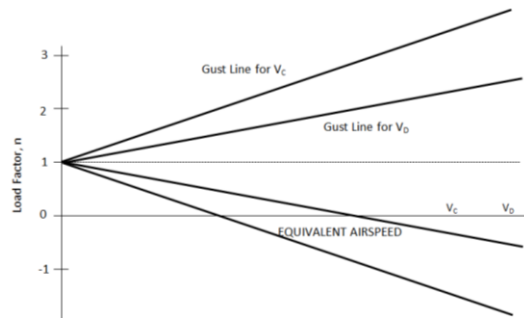 3
Gust Line for VC
2
Gust Line for VD
Load Factor, n
1
VC
VD
0
EQUIVALENT AIRSPEED
-1